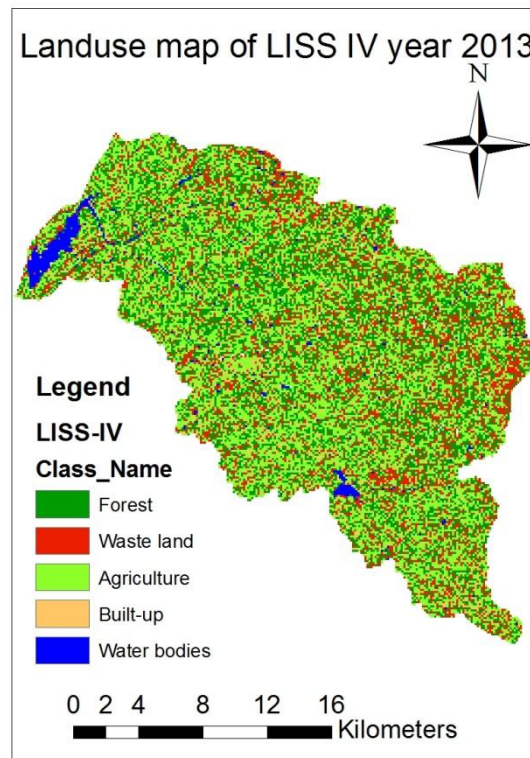 Landuse map of LISS IV year 2013
N
Legend
LISS-IV
Class_Name
Forest
Waste land
Agriculture
Built-up
Water bodies
0 2 4 8 12 16
Kilometers